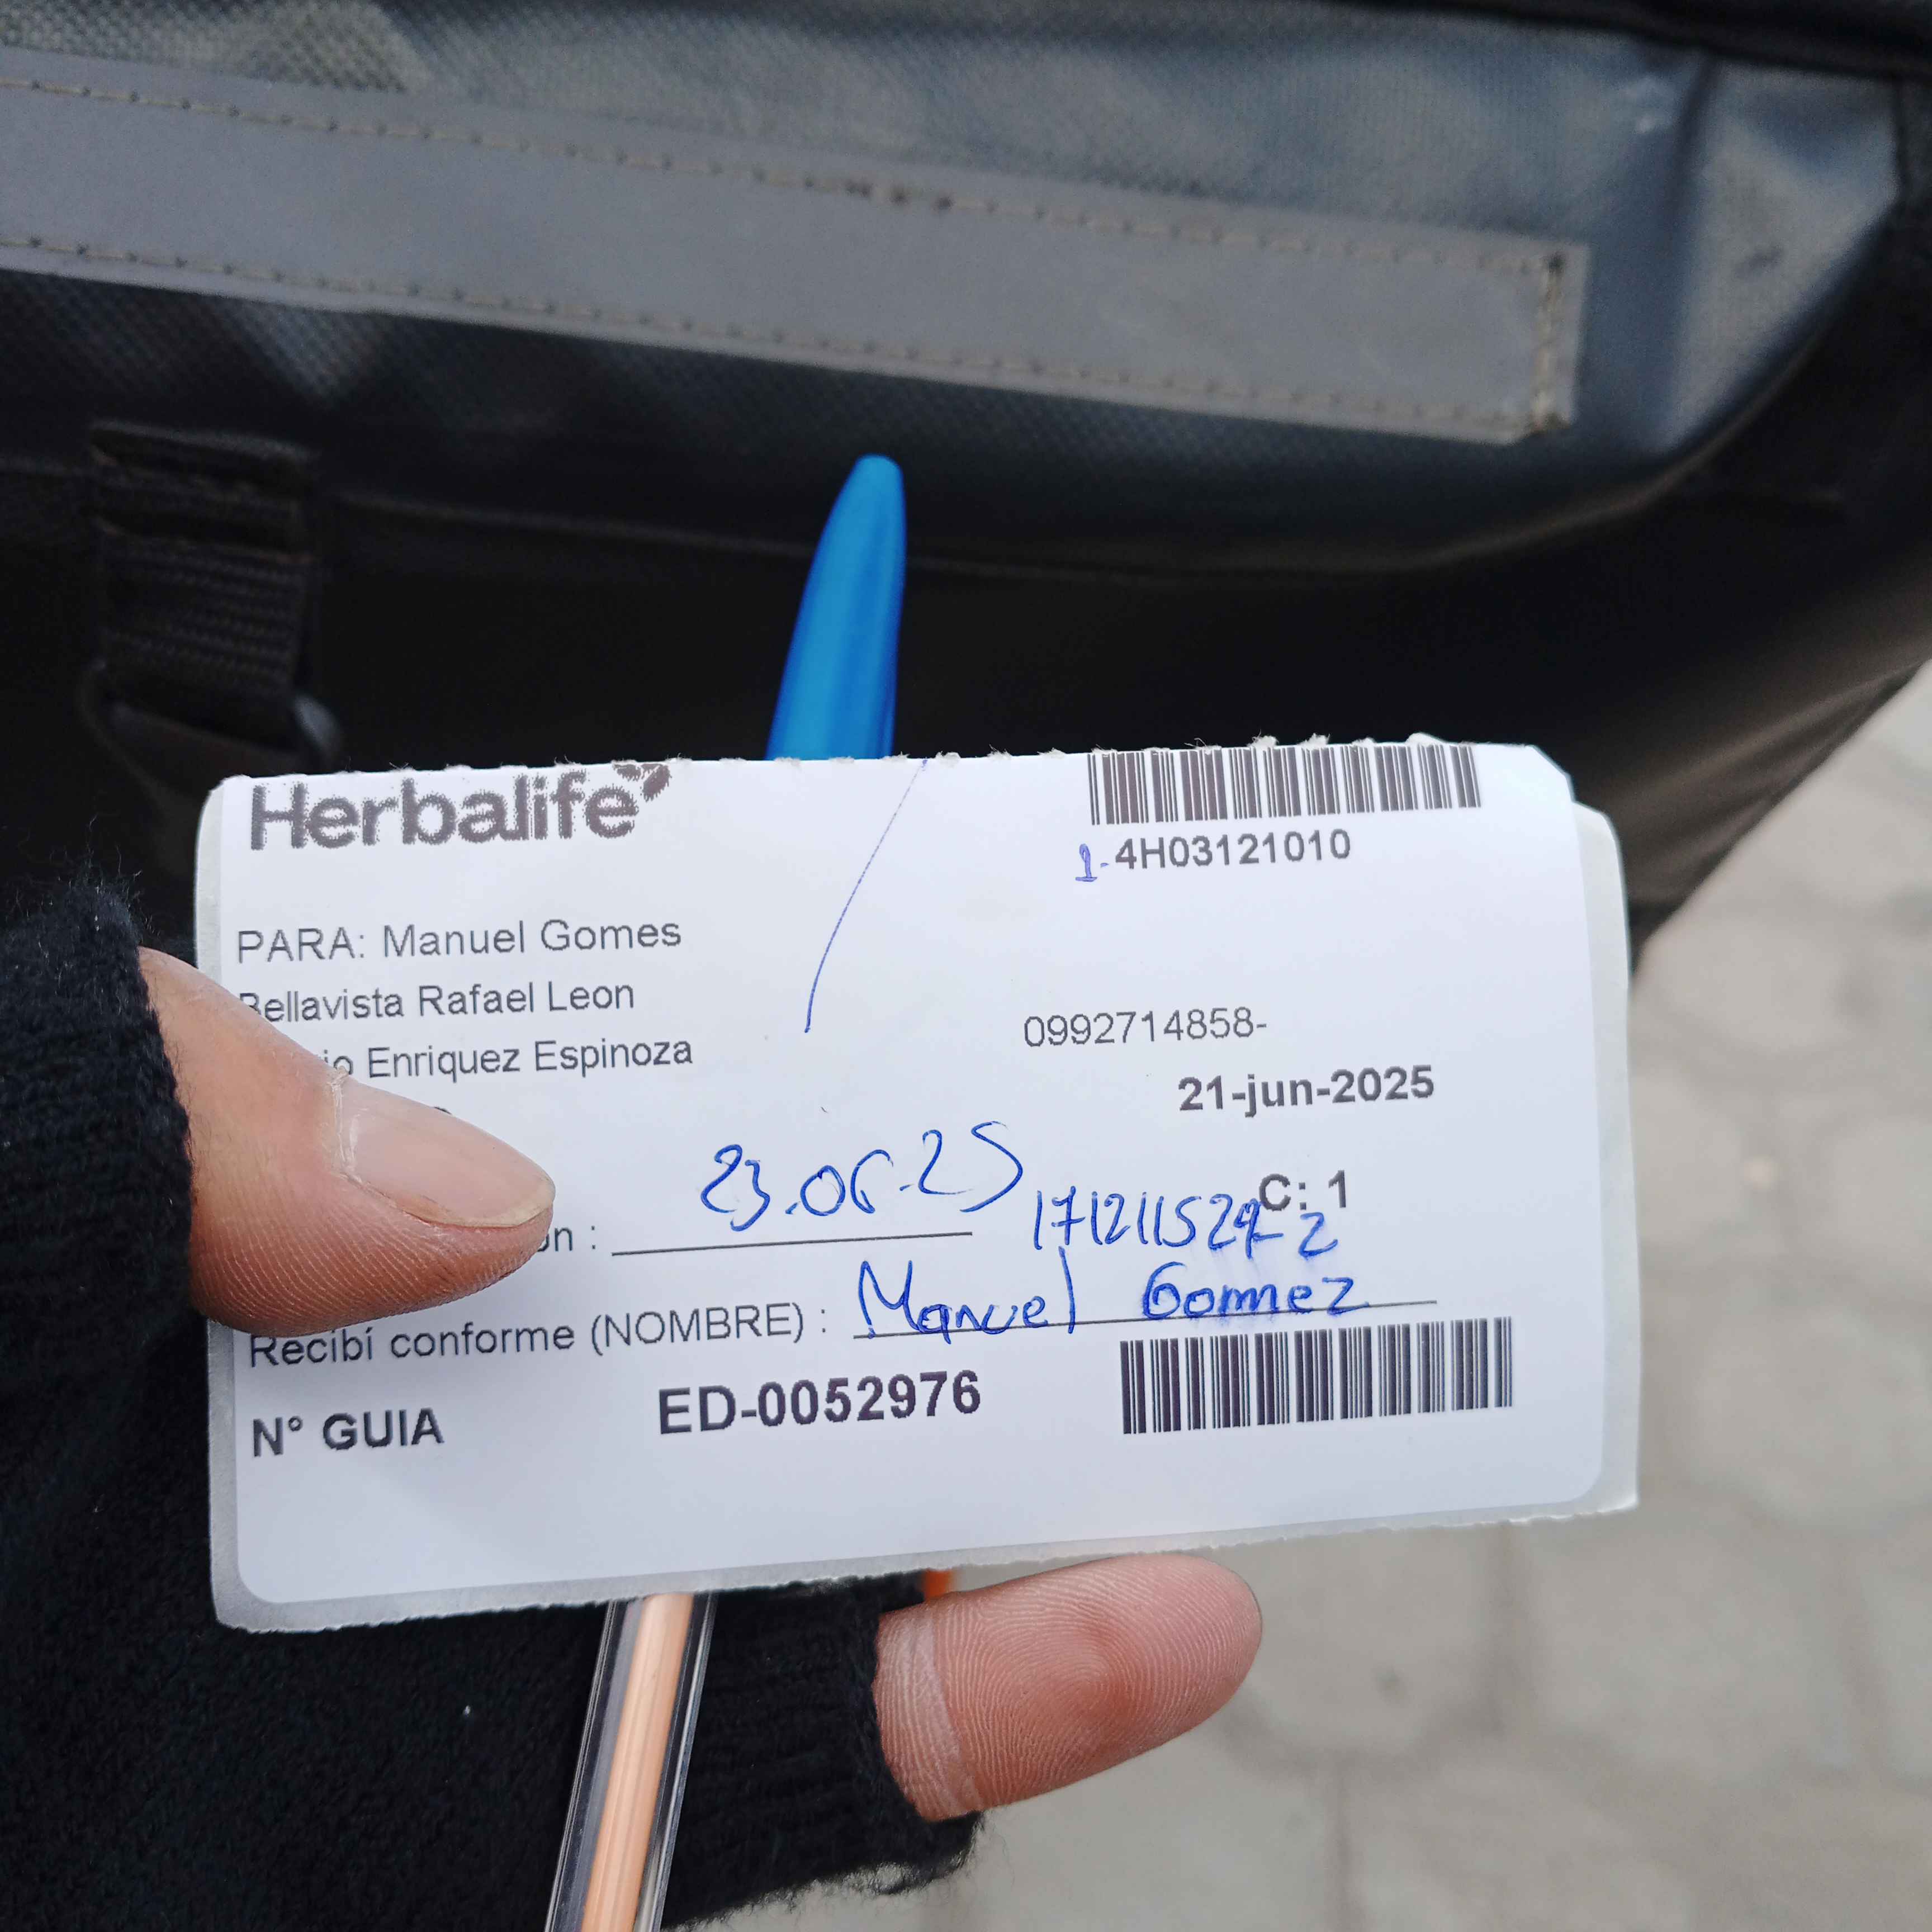 Herbalife
1-4H03121010
PARA: Manuel Gomes
Bellavista Rafael Leon
Enriquez Espinoza
0992714858-
21-jun-2025
23.06.25
C: 1
Recibí conforme (NOMBRE) : Manuel Gomez
N° GUIA ED-0052976